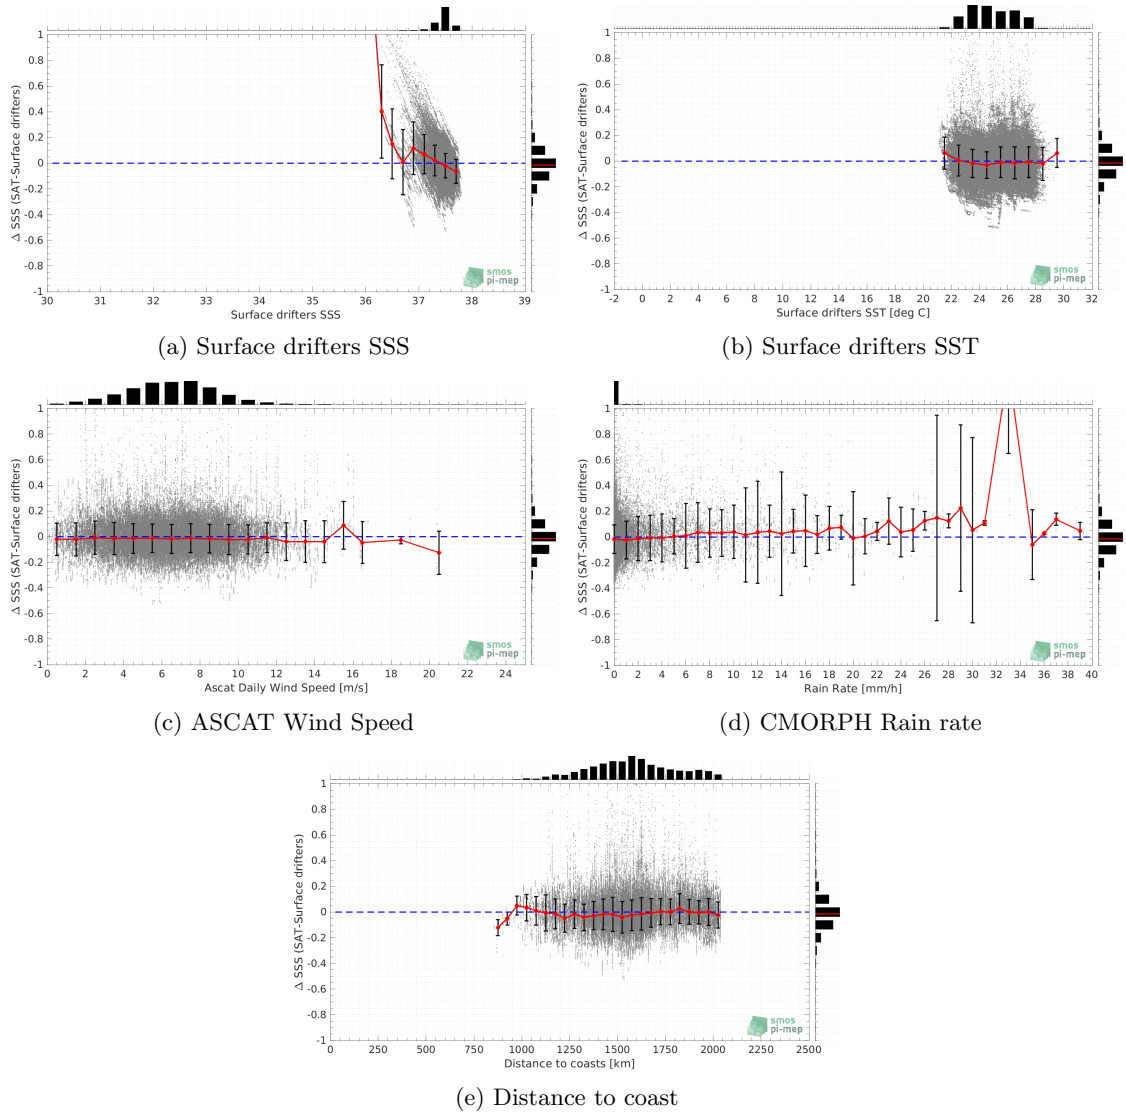 1
0.8
0.6
0.4
0.2
0
-0.2
-0.4
-0.6
-0.8
-1
Δ SSS (SAT-Surface drifters)
30 31 32 33 34 35 36 37 38 39
Surface drifters SSS
smos
pi-mep
(a) Surface drifters SSS
1
0.8
0.6
0.4
0.2
0
-0.2
-0.4
-0.6
-0.8
-1
Δ SSS (SAT-Surface drifters)
-2 0 2 4 6 8 10 12 14 16 18 20 22 24 26 28 30 32
Surface drifters SST [deg C]
smos
pi-mep
(b) Surface drifters SST
1
0.8
0.6
0.4
0.2
0
-0.2
-0.4
-0.6
-0.8
-1
Δ SSS (SAT-Surface drifters)
0 2 4 6 8 10 12 14 16 18 20 22 24
Ascat Daily Wind Speed [m/s]
smos
pi-mep
(c) ASCAT Wind Speed
1
0.8
0.6
0.4
0.2
0
-0.2
-0.4
-0.6
-0.8
-1
Δ SSS (SAT-Surface drifters)
0 2 4 6 8 10 12 14 16 18 20 22 24 26 28 30 32 34 36 38 40
Rain Rate [mm/h]
smos
pi-mep
(d) CMORPH Rain rate
1
0.8
0.6
0.4
0.2
0
-0.2
-0.4
-0.6
-0.8
-1
Δ SSS (SAT-Surface drifters)
0 250 500 750 1000 1250 1500 1750 2000 2250 2500
Distance to coasts [km]
smos
pi-mep
(e) Distance to coast